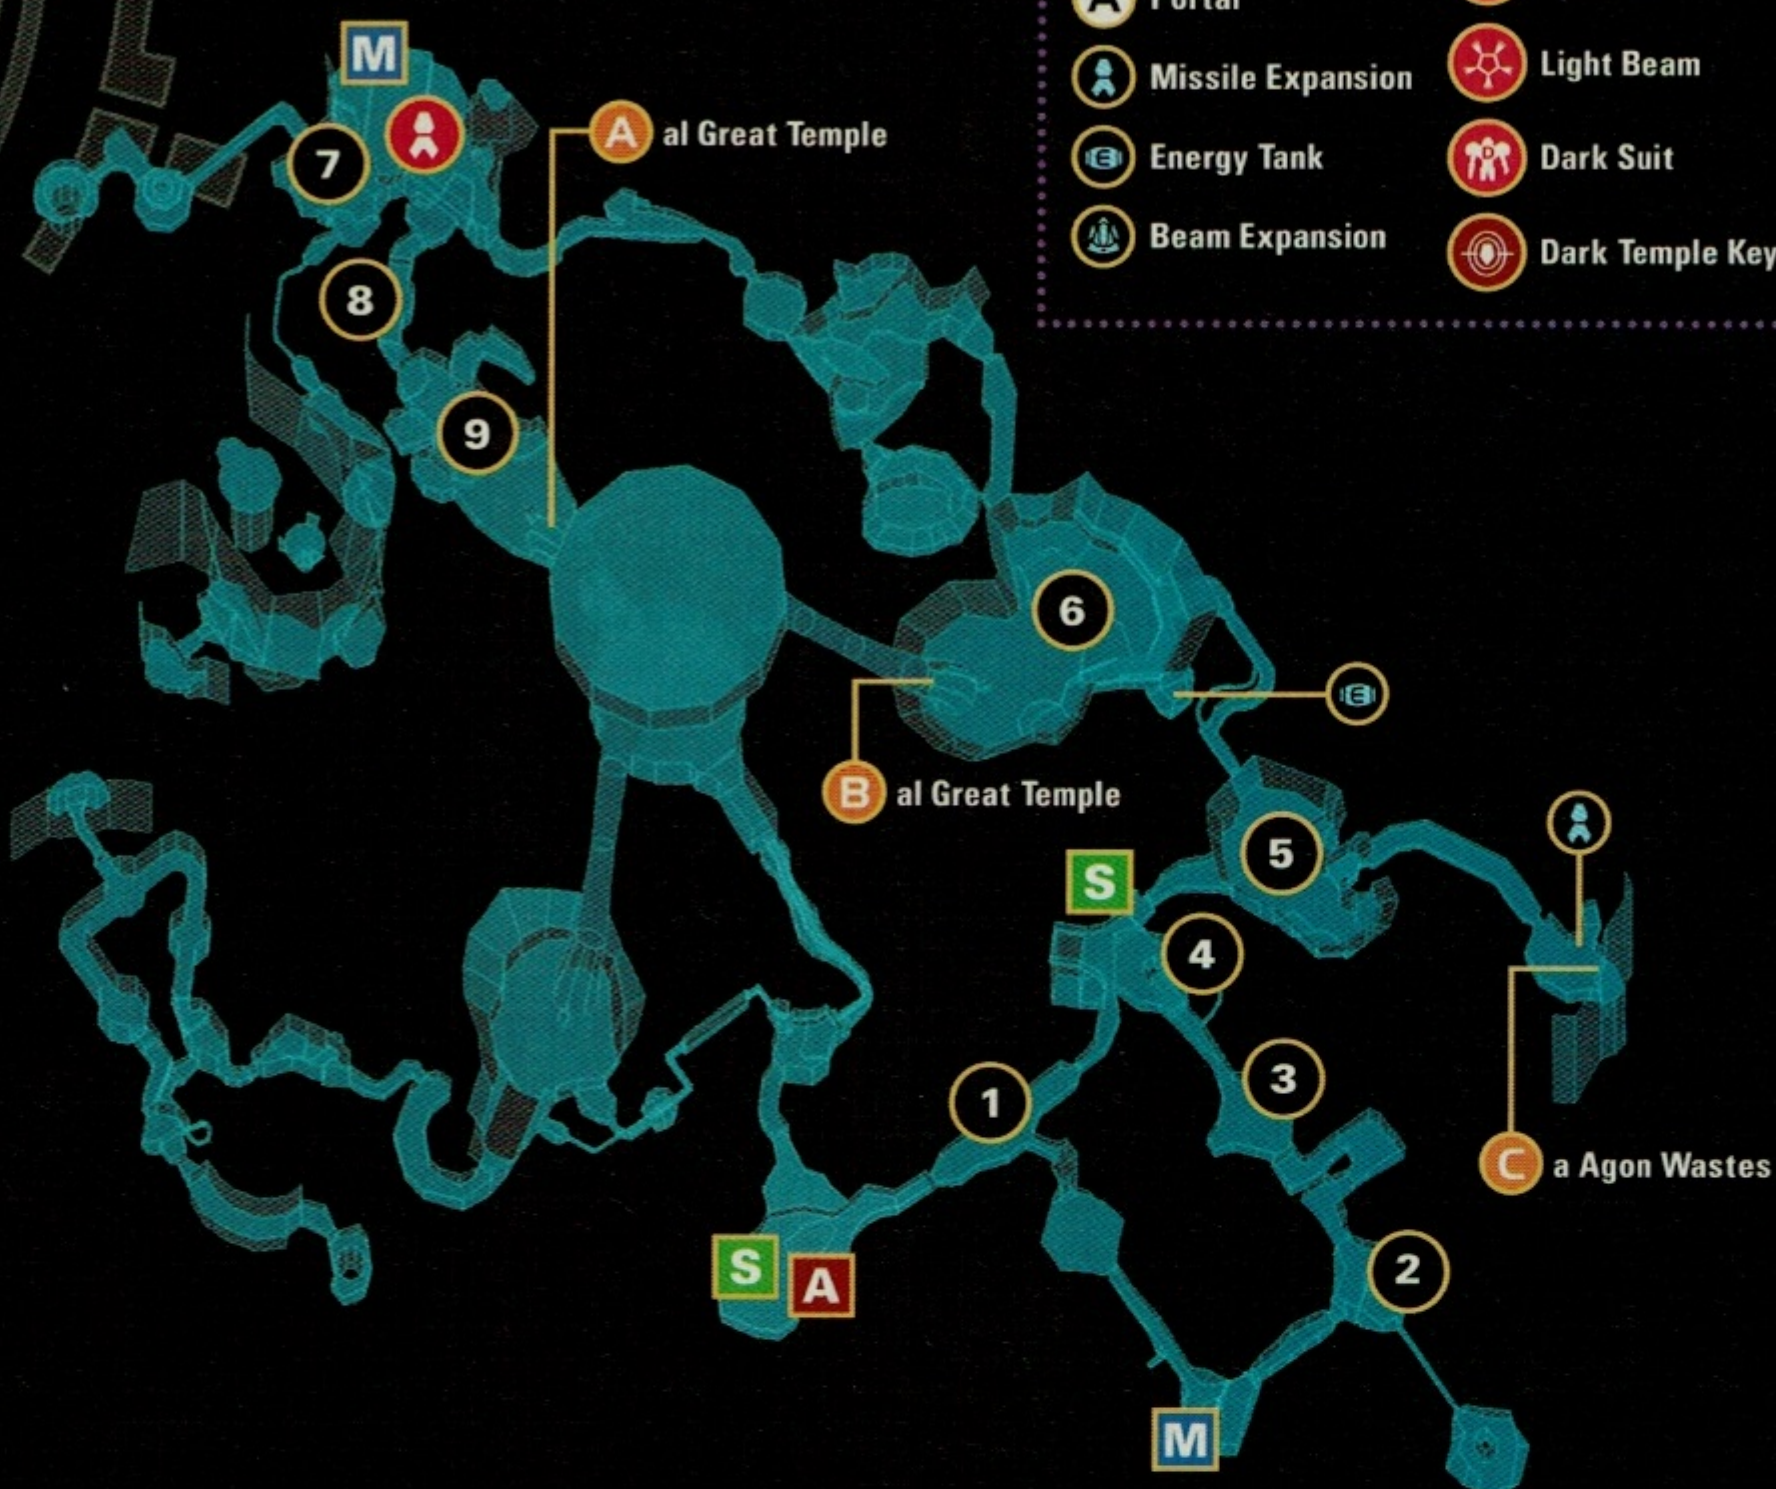 Portal
Missile Expansion
Energy Tank
Beam Expansion
Light Beam
Dark Suit
Dark Temple Key
M
7
A al Great Temple
8
9
6
E
B al Great Temple
5
S
4
1
3
C a Agon Wastes
S
A
2
M